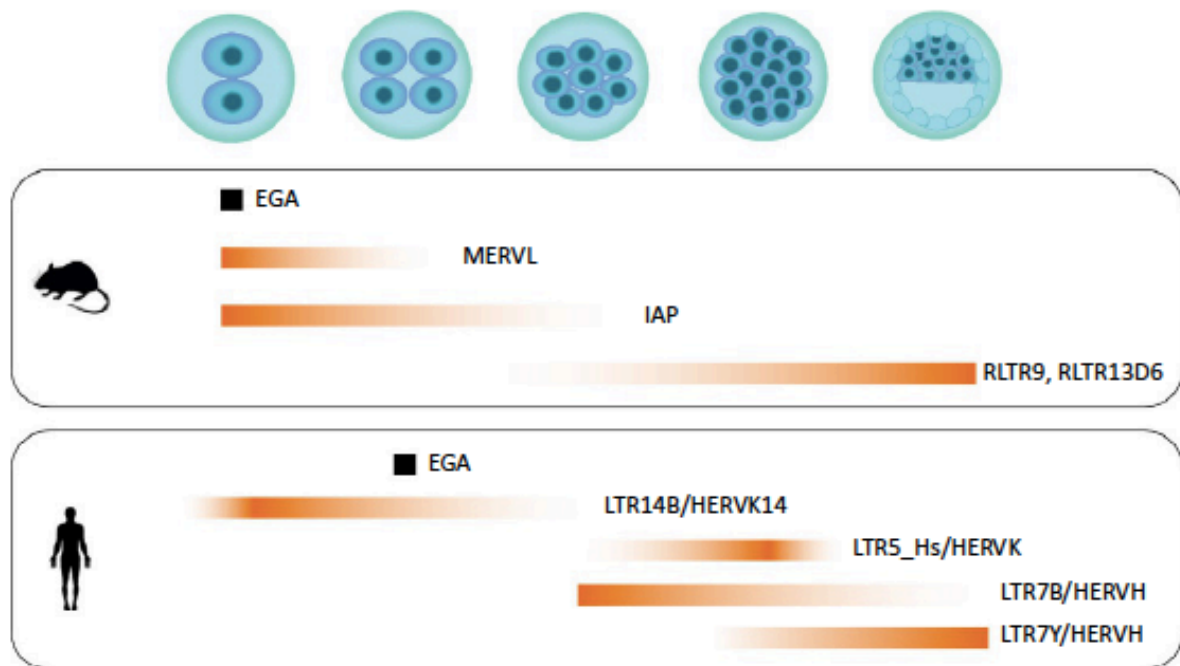 EGA
MERVL
IAP
RLTR9, RLTR13D6
EGA
LTR14B/HERVK14
LTR5_Hs/HERVK
LTR7B/HERVH
LTR7Y/HERVH